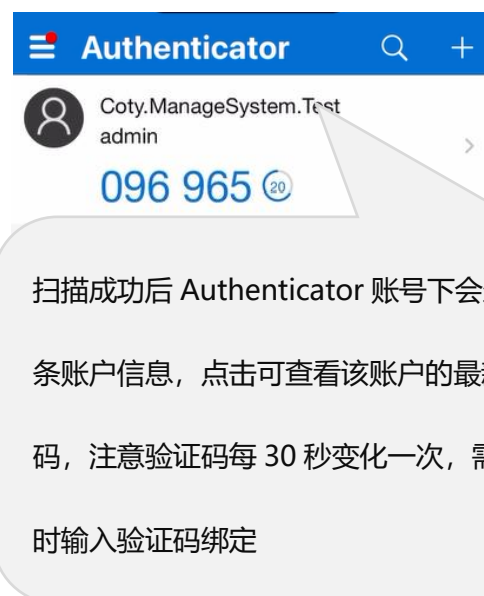 Authenticator
Coty.ManageSystem.Test
admin
096 965 20
扫描成功后 Authenticator 账号下会
条账户信息，点击可查看该账户的最
码，注意验证码每 30 秒变化一次，
时输入验证码绑定